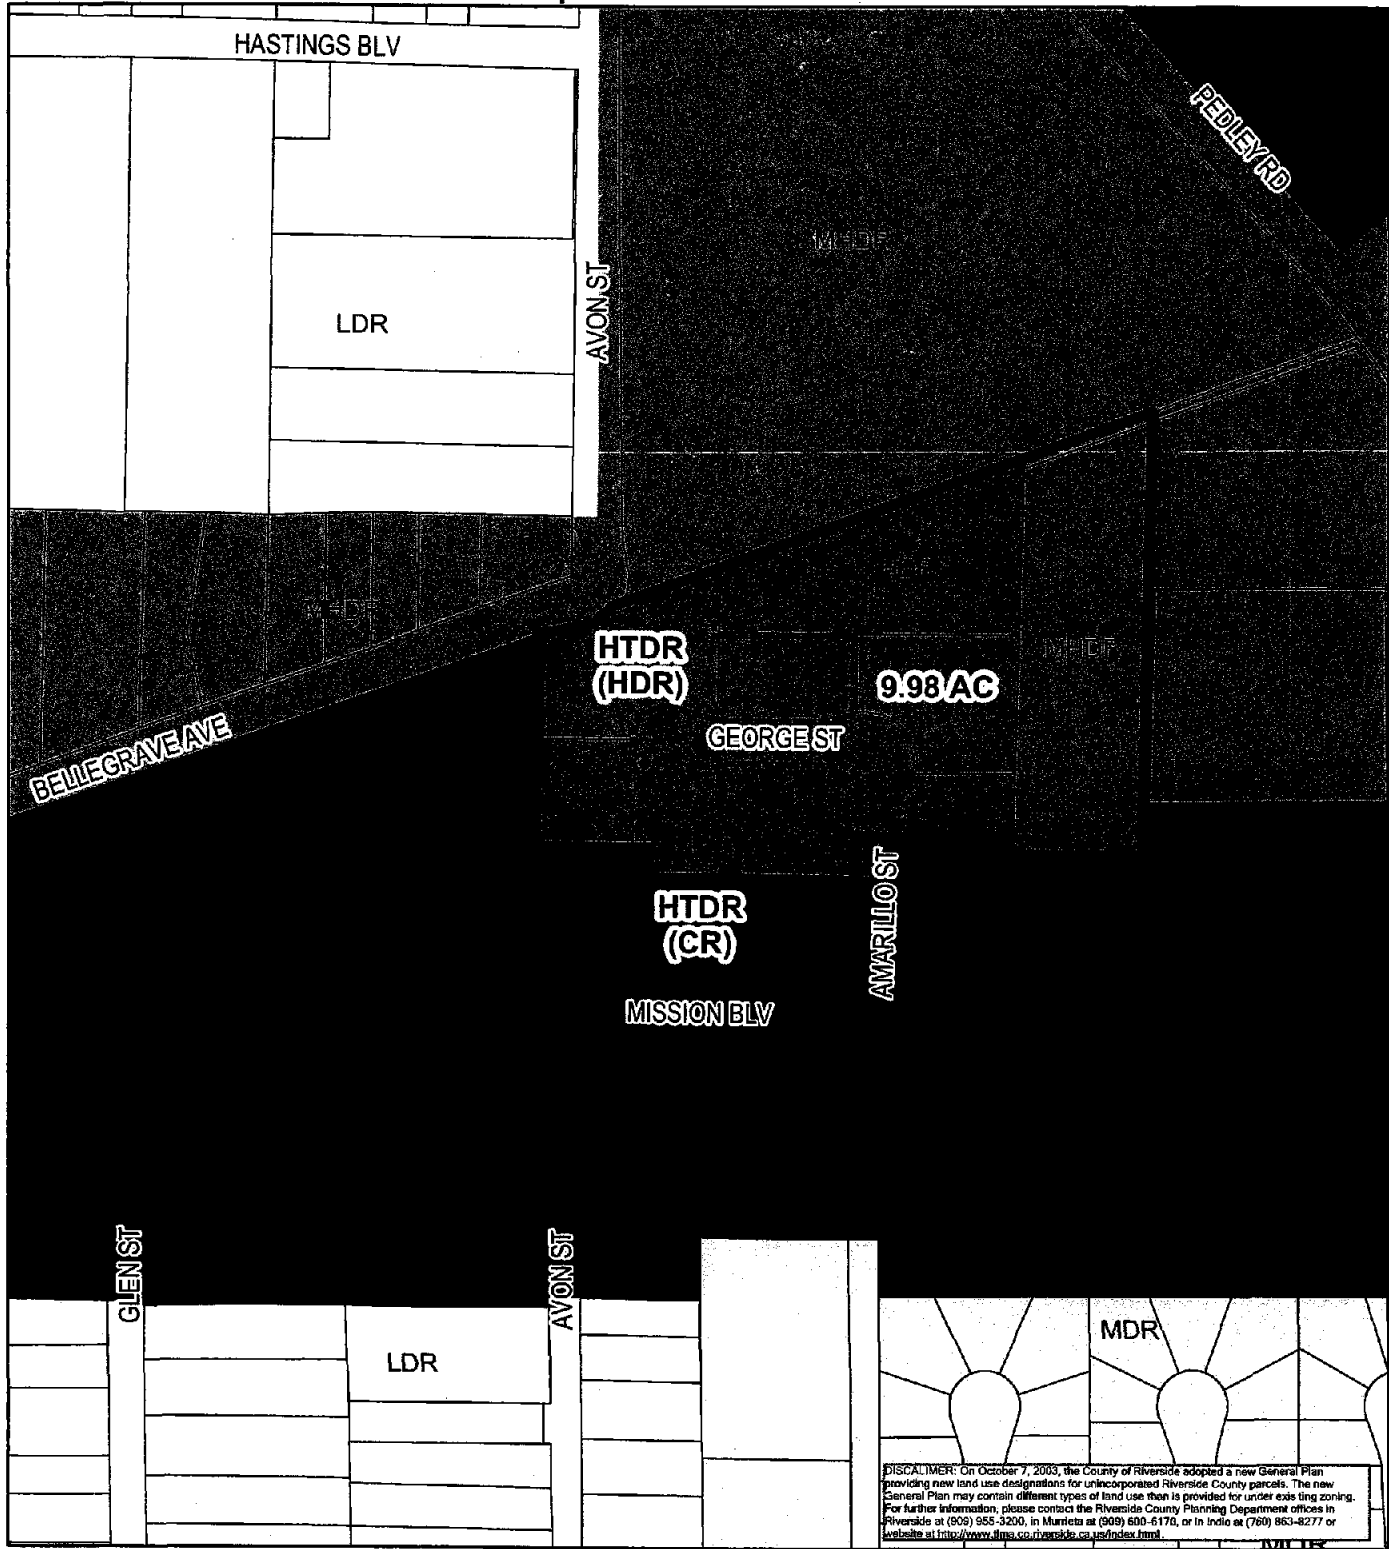 HASTINGS BLV
PEDLEY RD
MHDR
LDR
AVON ST
MHDR
HTDR
(HDR)
9.98 AC
GEORGE ST
BELLEGRAVE AVE
HTDR
(CR)
AMARILLO ST
MISSION BLV
GLEN ST
AVON ST
LDR
MDR
DISCALIMER: On October 7, 2003, the County of Riverside adopted a new General Plan
providing new land use designations for unincorporated Riverside County parcels. The new
General Plan may contain different types of land use than is provided for under existing zoning.
For further information, please contact the Riverside County Planning Department offices in
Riverside at (909) 955-3200, in Murrieta at (909) 600-6170, or in Indio at (760) 863-8277 or
website at http://www.tlma.co.riverside.ca.us/index.html.